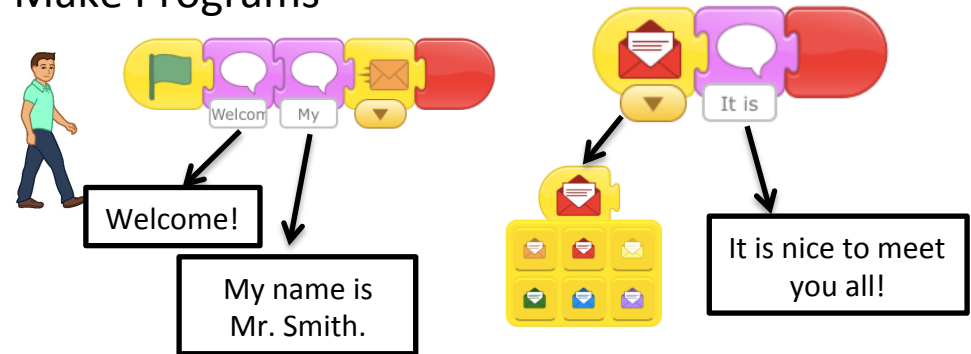 Make Programs
Welcom
My
It is
Welcome!
My name is
Mr. Smith.
It is nice to meet
you all!